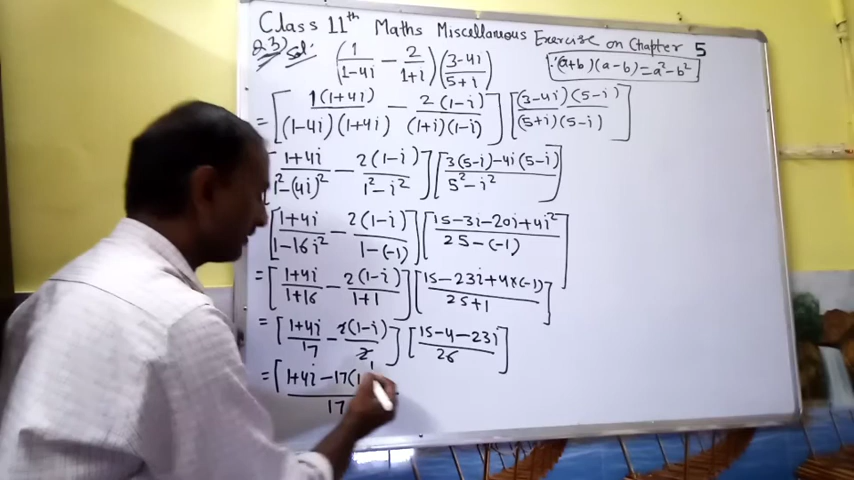 Class 11th Maths Miscellaneous Exercise on Chapter 5
Q.3) Sol: (1/(1-4i) - 2/(1+i)) ((3-4i)/(5+i))
∵(a+b)(a-b)=a²-b²
= [1(1+4i)/((1-4i)(1+4i)) - 2(1-i)/((1+i)(1-i))] [(3-4i)(5-i)/((5+i)(5-i))]
[(1+4i)/(1²-(4i)²) - 2(1-i)/(1²-i²)] [(3(5-i)-4i(5-i))/(5²-i²)]
[(1+4i)/(1-16i²) - 2(1-i)/(1-(-1))] [(15-3i-20i+4i²)/(25-(-1))]
= [(1+4i)/(1+16) - 2(1-i)/(1+1)] [(15-23i+4×(-1))/(25+1)]
= [(1+4i)/17 - 2(1-i)/2] [(15-4-23i)/26]
= [(1+4i-17(1/17